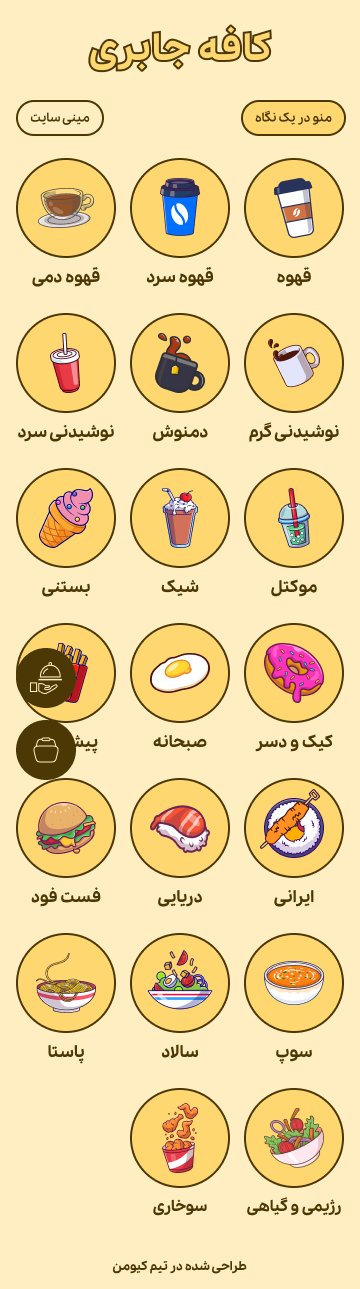 کافه جابری
منو در یک نگاه
مینی سایت
قهوه
قهوه سرد
قهوه دمی
نوشیدنی گرم
دمنوش
نوشیدنی سرد
موکتل
شیک
بستنی
کیک و دسر
صبحانه
ایرانی
دریایی
فست فود
سوپ
سالاد
پاستا
رژیمی و گیاهی
سوخاری
طراحی شده در تیم کیومن